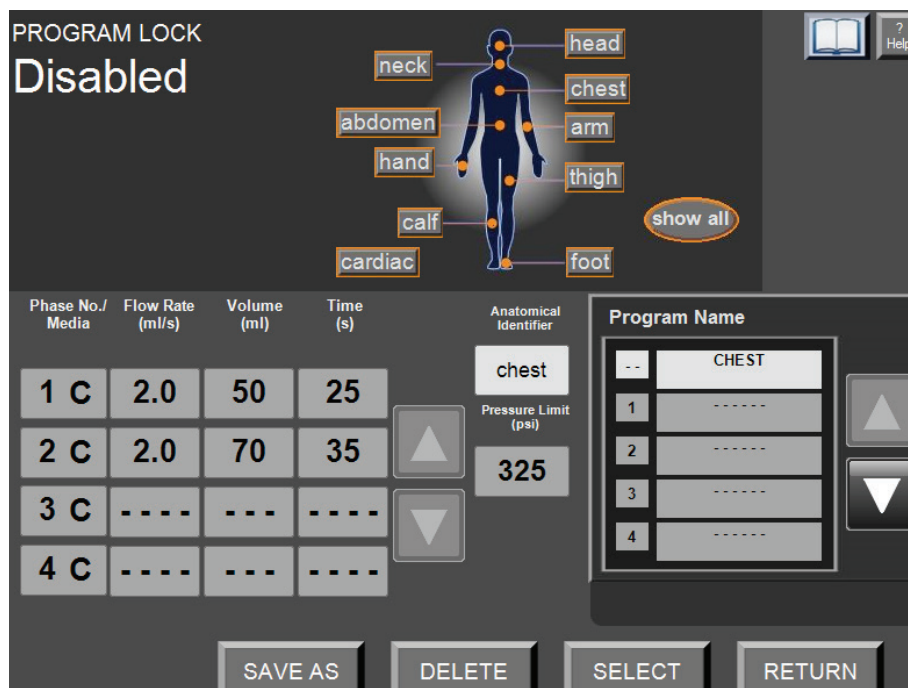 PROGRAM LOCK
Disabled
?
Help
head
neck
chest
abdomen
arm
hand
thigh
calf
show all
cardiac
foot
Phase No./ Flow Rate Volume Time
Media (ml/s) (ml) (s)
1 C 2.0 50 25
2 C 2.0 70 35
3 C ---- --- ----
4 C ---- --- ----
Anatomical
Identifier
chest
Pressure Limit
(psi)
325
Program Name
-- CHEST
1 ------
2 ------
3 ------
4 ------
SAVE AS DELETE SELECT RETURN